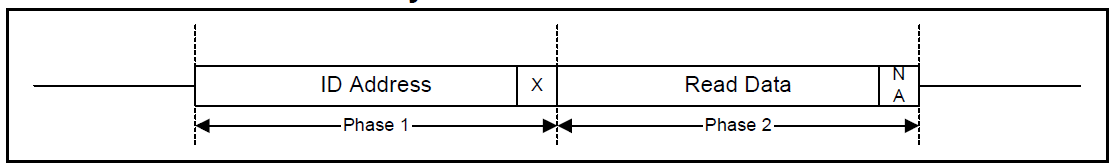 ID Address X Read Data N
A
Phase 1 Phase 2